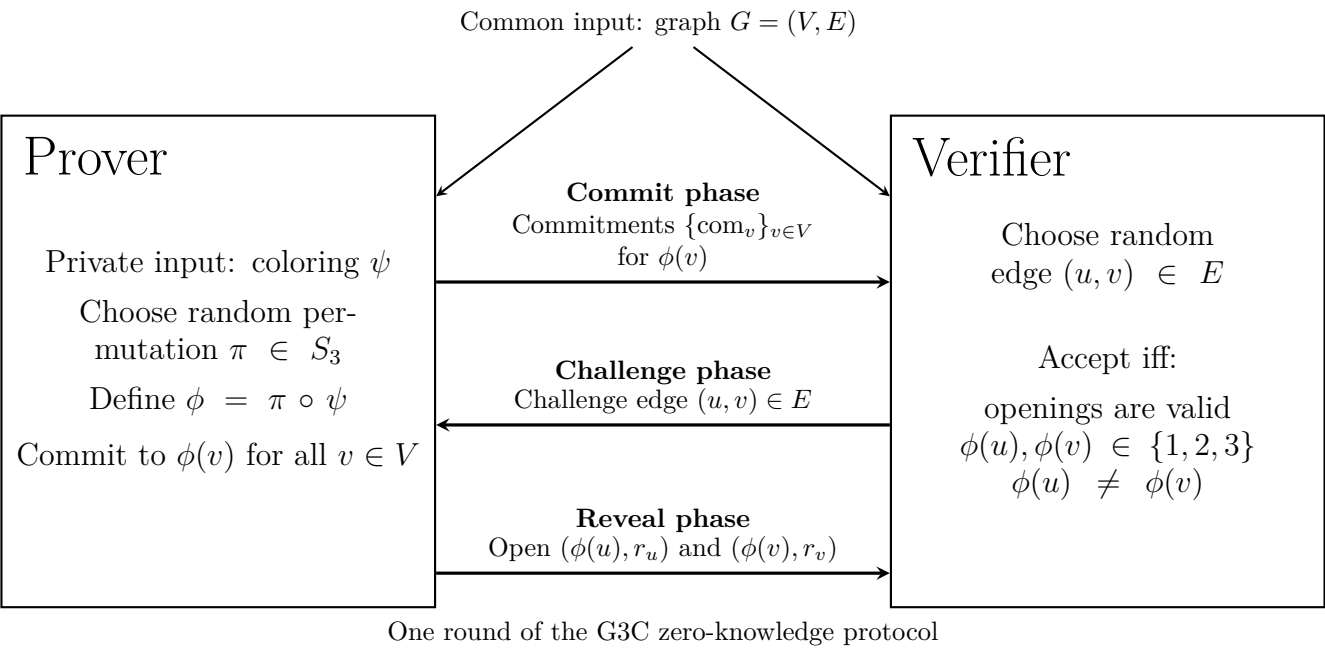 Common input: graph G = (V, E)
Prover
Private input: coloring ψ
Choose random per-
mutation π ∈ S₃
Define ϕ = π ∘ ψ
Commit to ϕ(v) for all v ∈ V
Commit phase
Commitments {com_v}_{v∈V}
for ϕ(v)
Challenge phase
Challenge edge (u, v) ∈ E
Reveal phase
Open (ϕ(u), r_u) and (ϕ(v), r_v)
Verifier
Choose random
edge (u, v) ∈ E
Accept iff:
openings are valid
ϕ(u), ϕ(v) ∈ {1, 2, 3}
ϕ(u) ≠ ϕ(v)
One round of the G3C zero-knowledge protocol